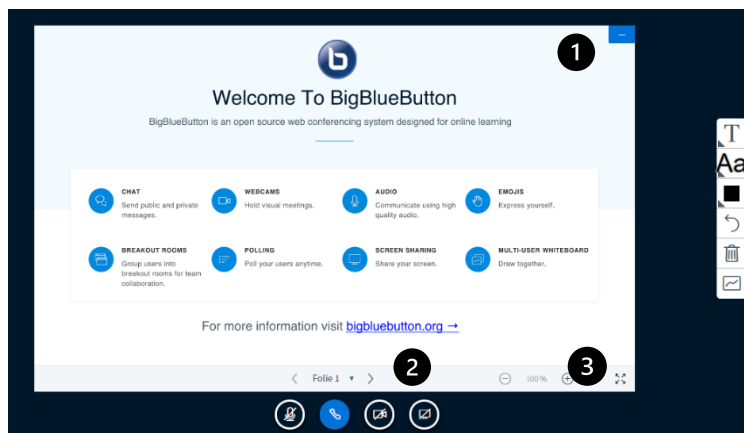 1
b
Welcome To BigBlueButton
BigBlueButton is an open source web conferencing system designed for online learning
CHAT
Send public and private
messages.
WEBCAMS
Hold visual meetings.
AUDIO
Communicate using high
quality audio.
EMOJIS
Express yourself.
BREAKOUT ROOMS
Group users into
breakout rooms for team
collaboration.
POLLING
Poll your users anytime.
SCREEN SHARING
Share your screen.
MULTI-USER WHITEBOARD
Draw together.
For more information visit bigbluebutton.org →
2
Folie 1
100%
3
T
Aa